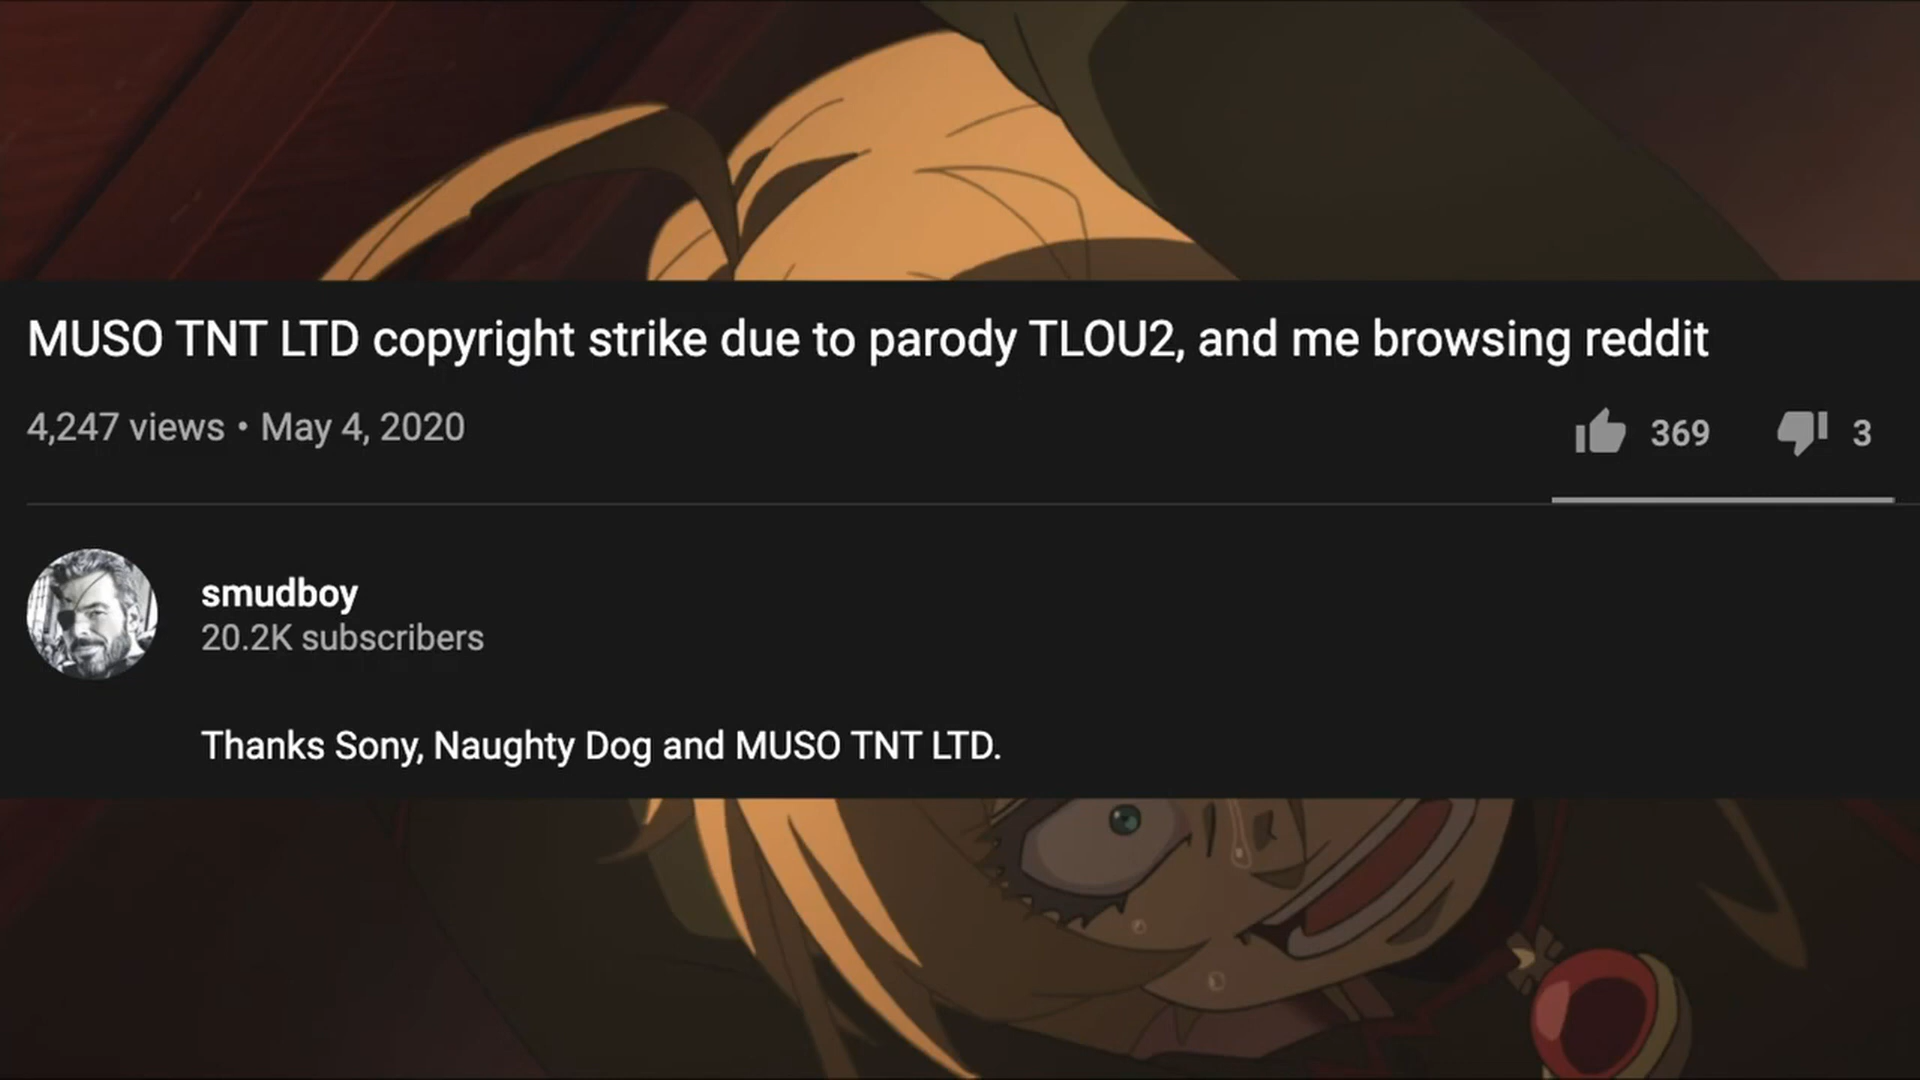 MUSO TNT LTD copyright strike due to parody TLOU2, and me browsing reddit
4,247 views • May 4, 2020
369
3
smudboy
20.2K subscribers
Thanks Sony, Naughty Dog and MUSO TNT LTD.